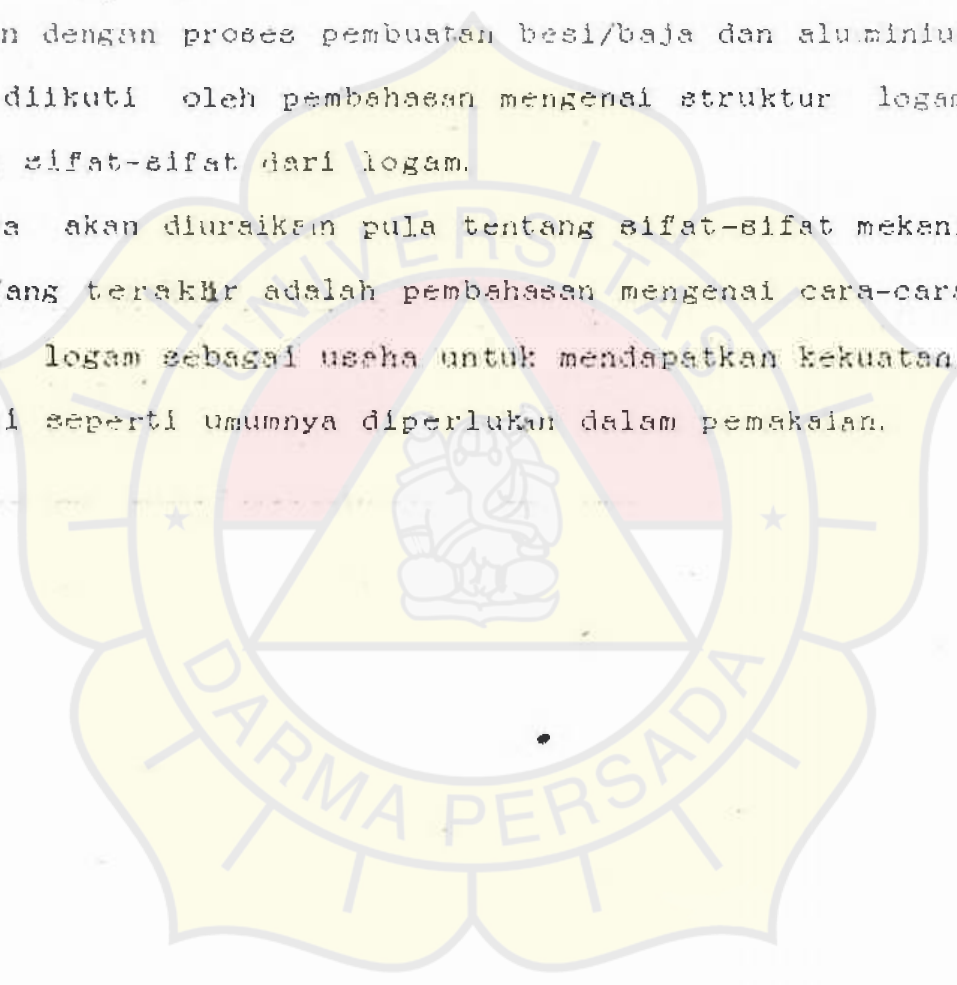 n dengan proses pembuatan besi/baja dan aluminiu
diikuti oleh pembahasan mengenai struktur logam
sifat-sifat dari logam.
a akan diuraikan pula tentang sifat-sifat mekan
ang terakhir adalah pembahasan mengenai cara-cara
logam sebagai usaha untuk mendapatkan kekuatan
i seperti umumnya diperlukan dalam pemakaian.
UNIVERSITAS
DARMA PERSADA